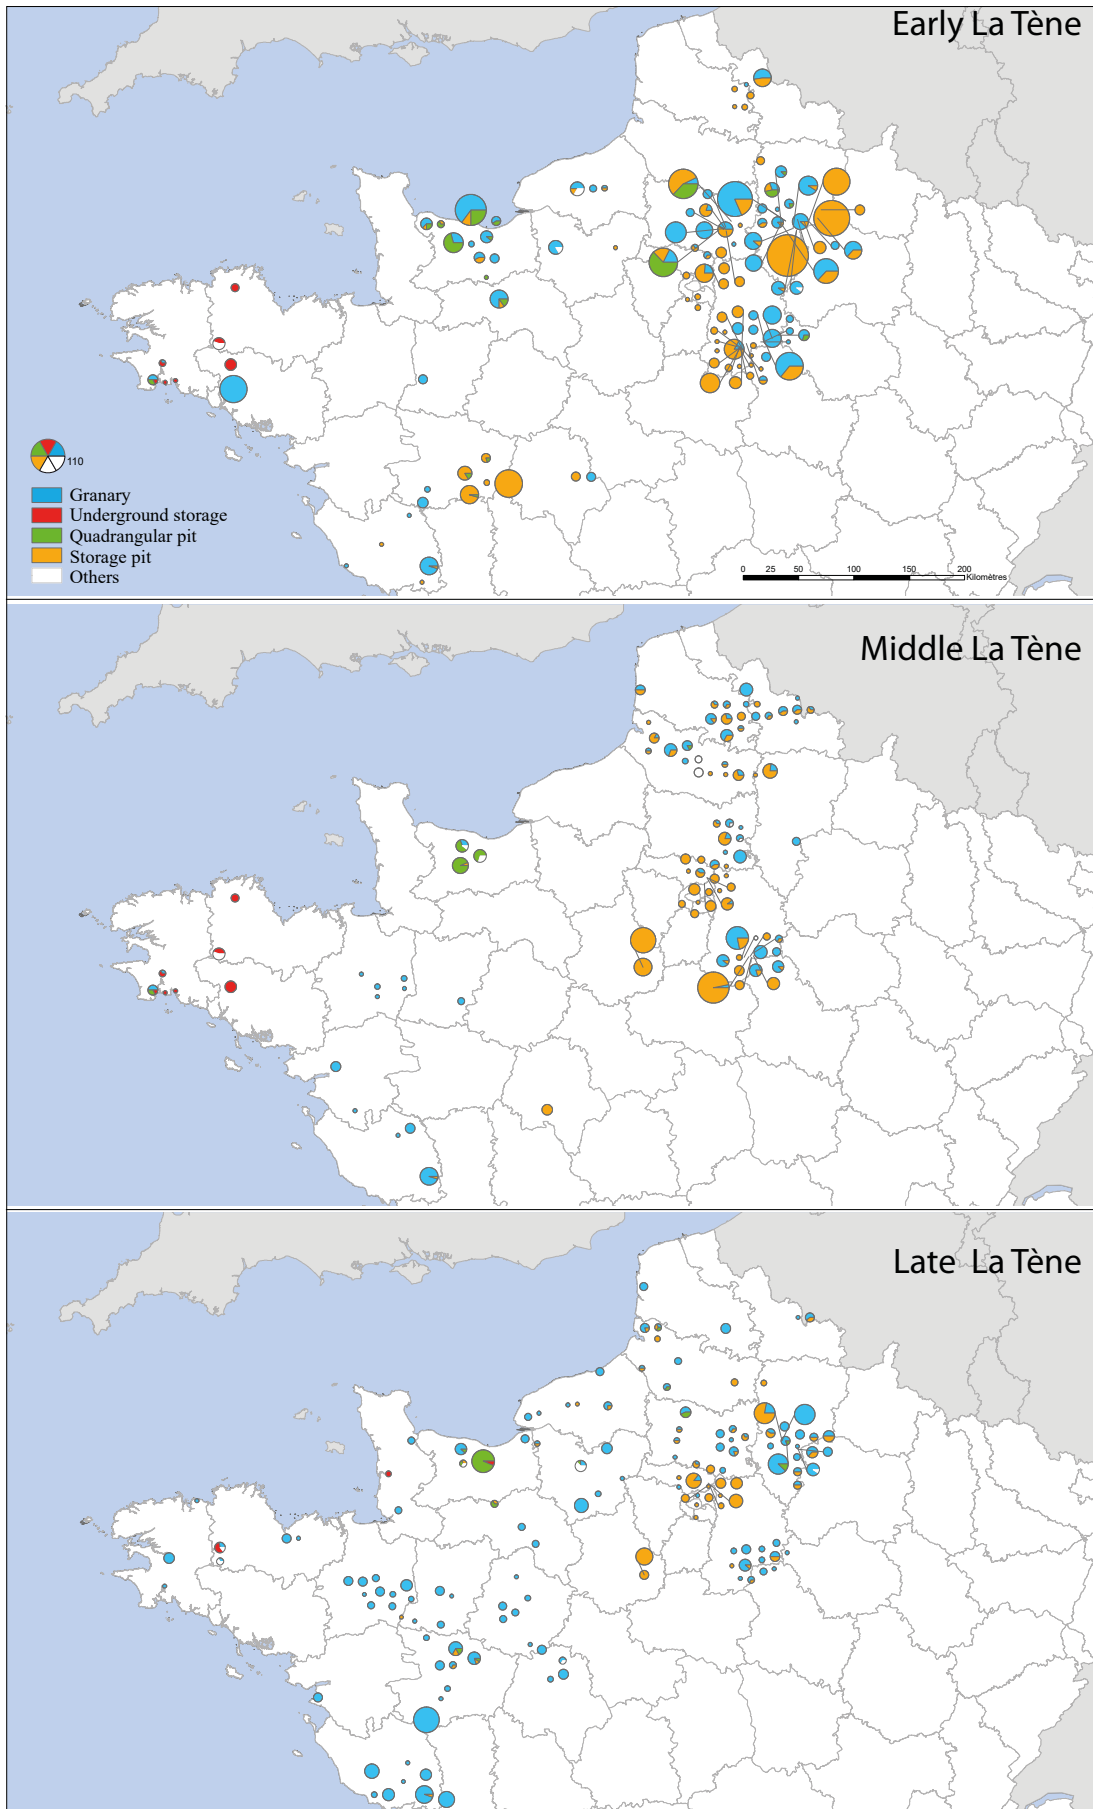 Early La Tène
110
Granary
Underground storage
Quadrangular pit
Storage pit
Others
0 25 50 100 150 200
Kilomètres
Middle La Tène
Late La Tène